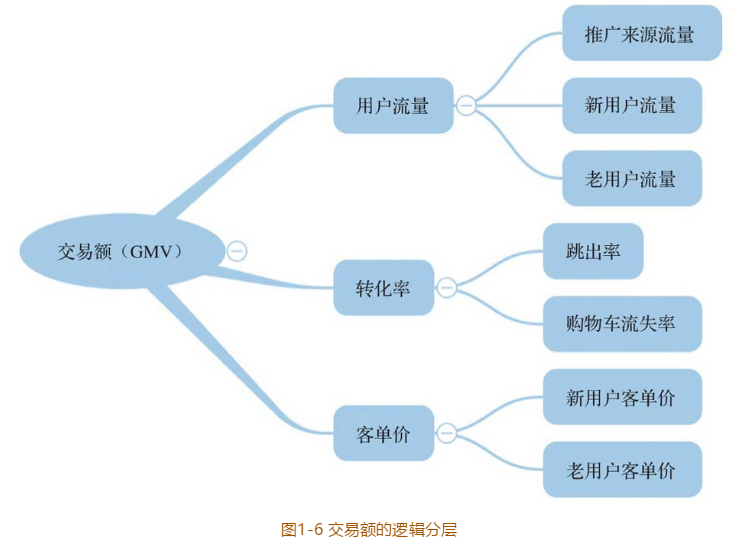 交易额（GMV）
用户流量
推广来源流量
新用户流量
老用户流量
转化率
跳出率
购物车流失率
客单价
新用户客单价
老用户客单价
图1-6 交易额的逻辑分层